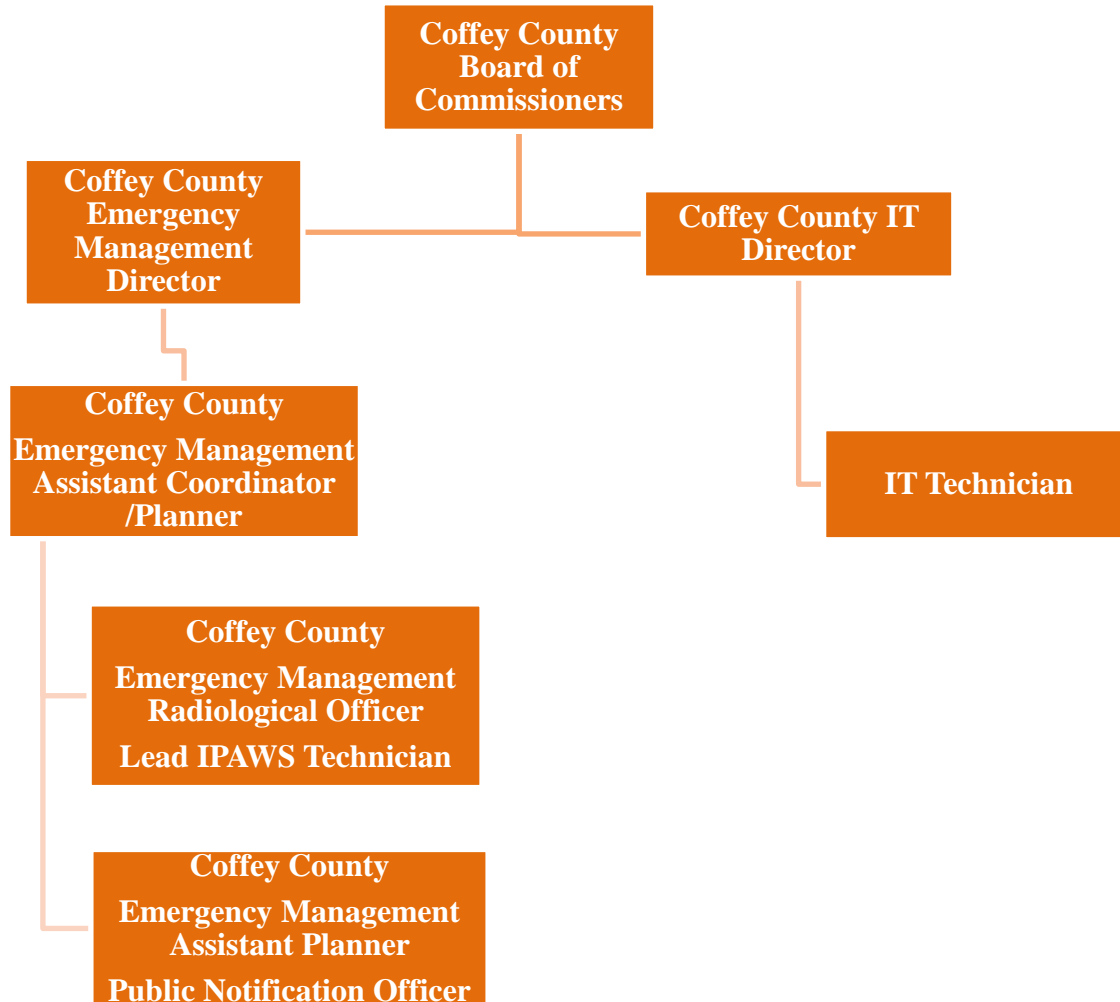 Coffey County
Board of
Commissioners
Coffey County
Emergency
Management
Director
Coffey County IT
Director
Coffey County
Emergency Management
Assistant Coordinator
/Planner
IT Technician
Coffey County
Emergency Management
Radiological Officer
Lead IPAWS Technician
Coffey County
Emergency Management
Assistant Planner
Public Notification Officer